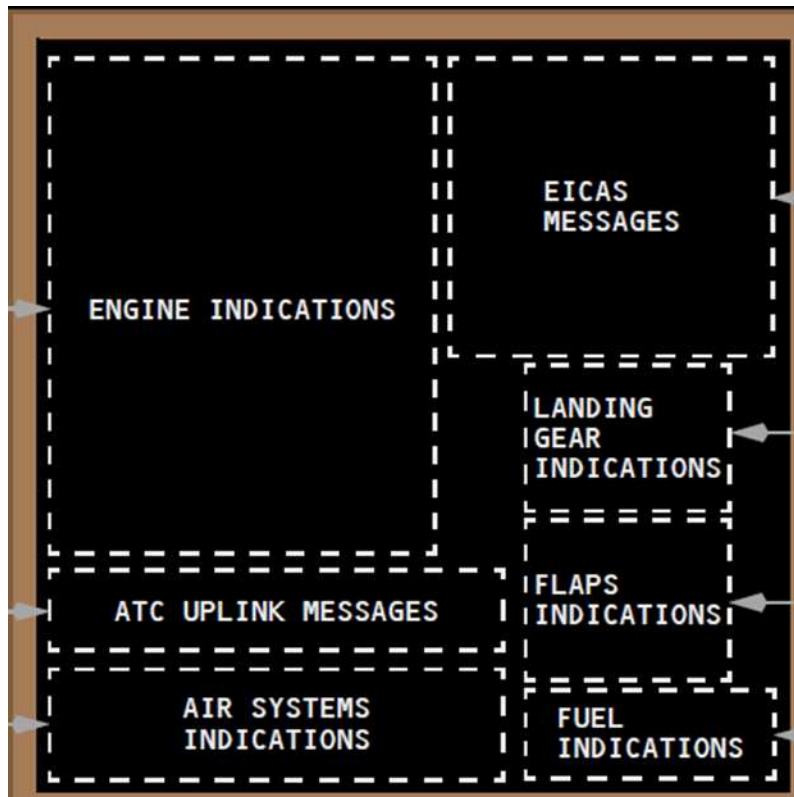 ENGINE INDICATIONS
EICAS
MESSAGES
LANDING
GEAR
INDICATIONS
FLAPS
INDICATIONS
ATC UPLINK MESSAGES
AIR SYSTEMS
INDICATIONS
FUEL
INDICATIONS